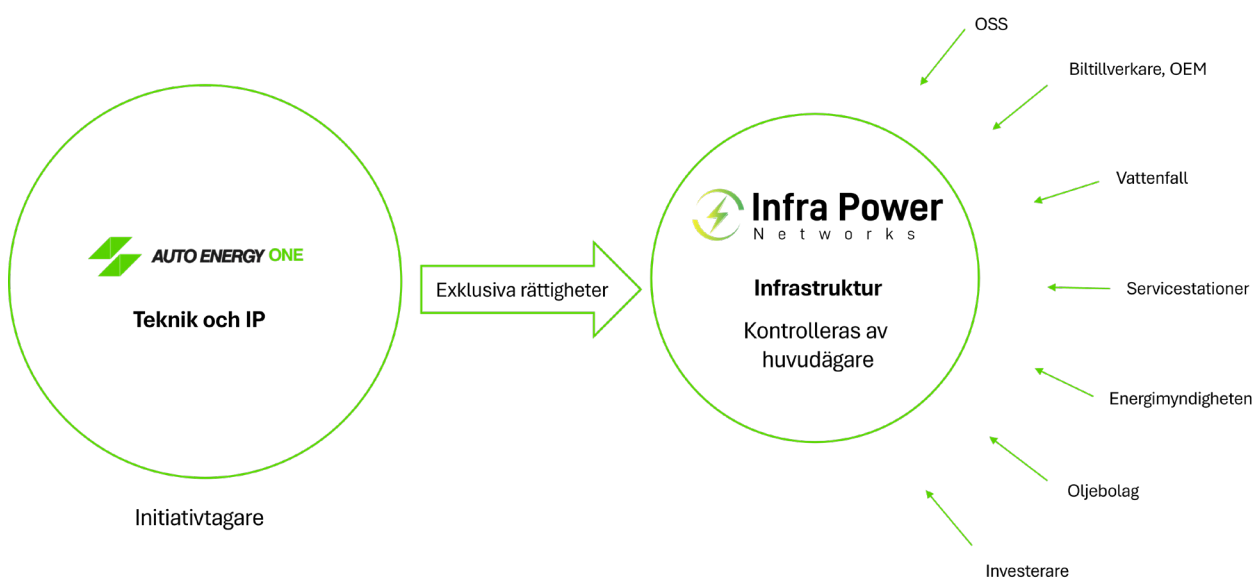 AUTO ENERGY ONE
Teknik och IP
Initiativtagare
Exklusiva rättigheter
Infra Power
Networks
Infrastruktur
Kontrolleras av
huvudägare
OSS
Biltillverkare, OEM
Vattenfall
Servicestationer
Energimyndigheten
Oljebolag
Investerare